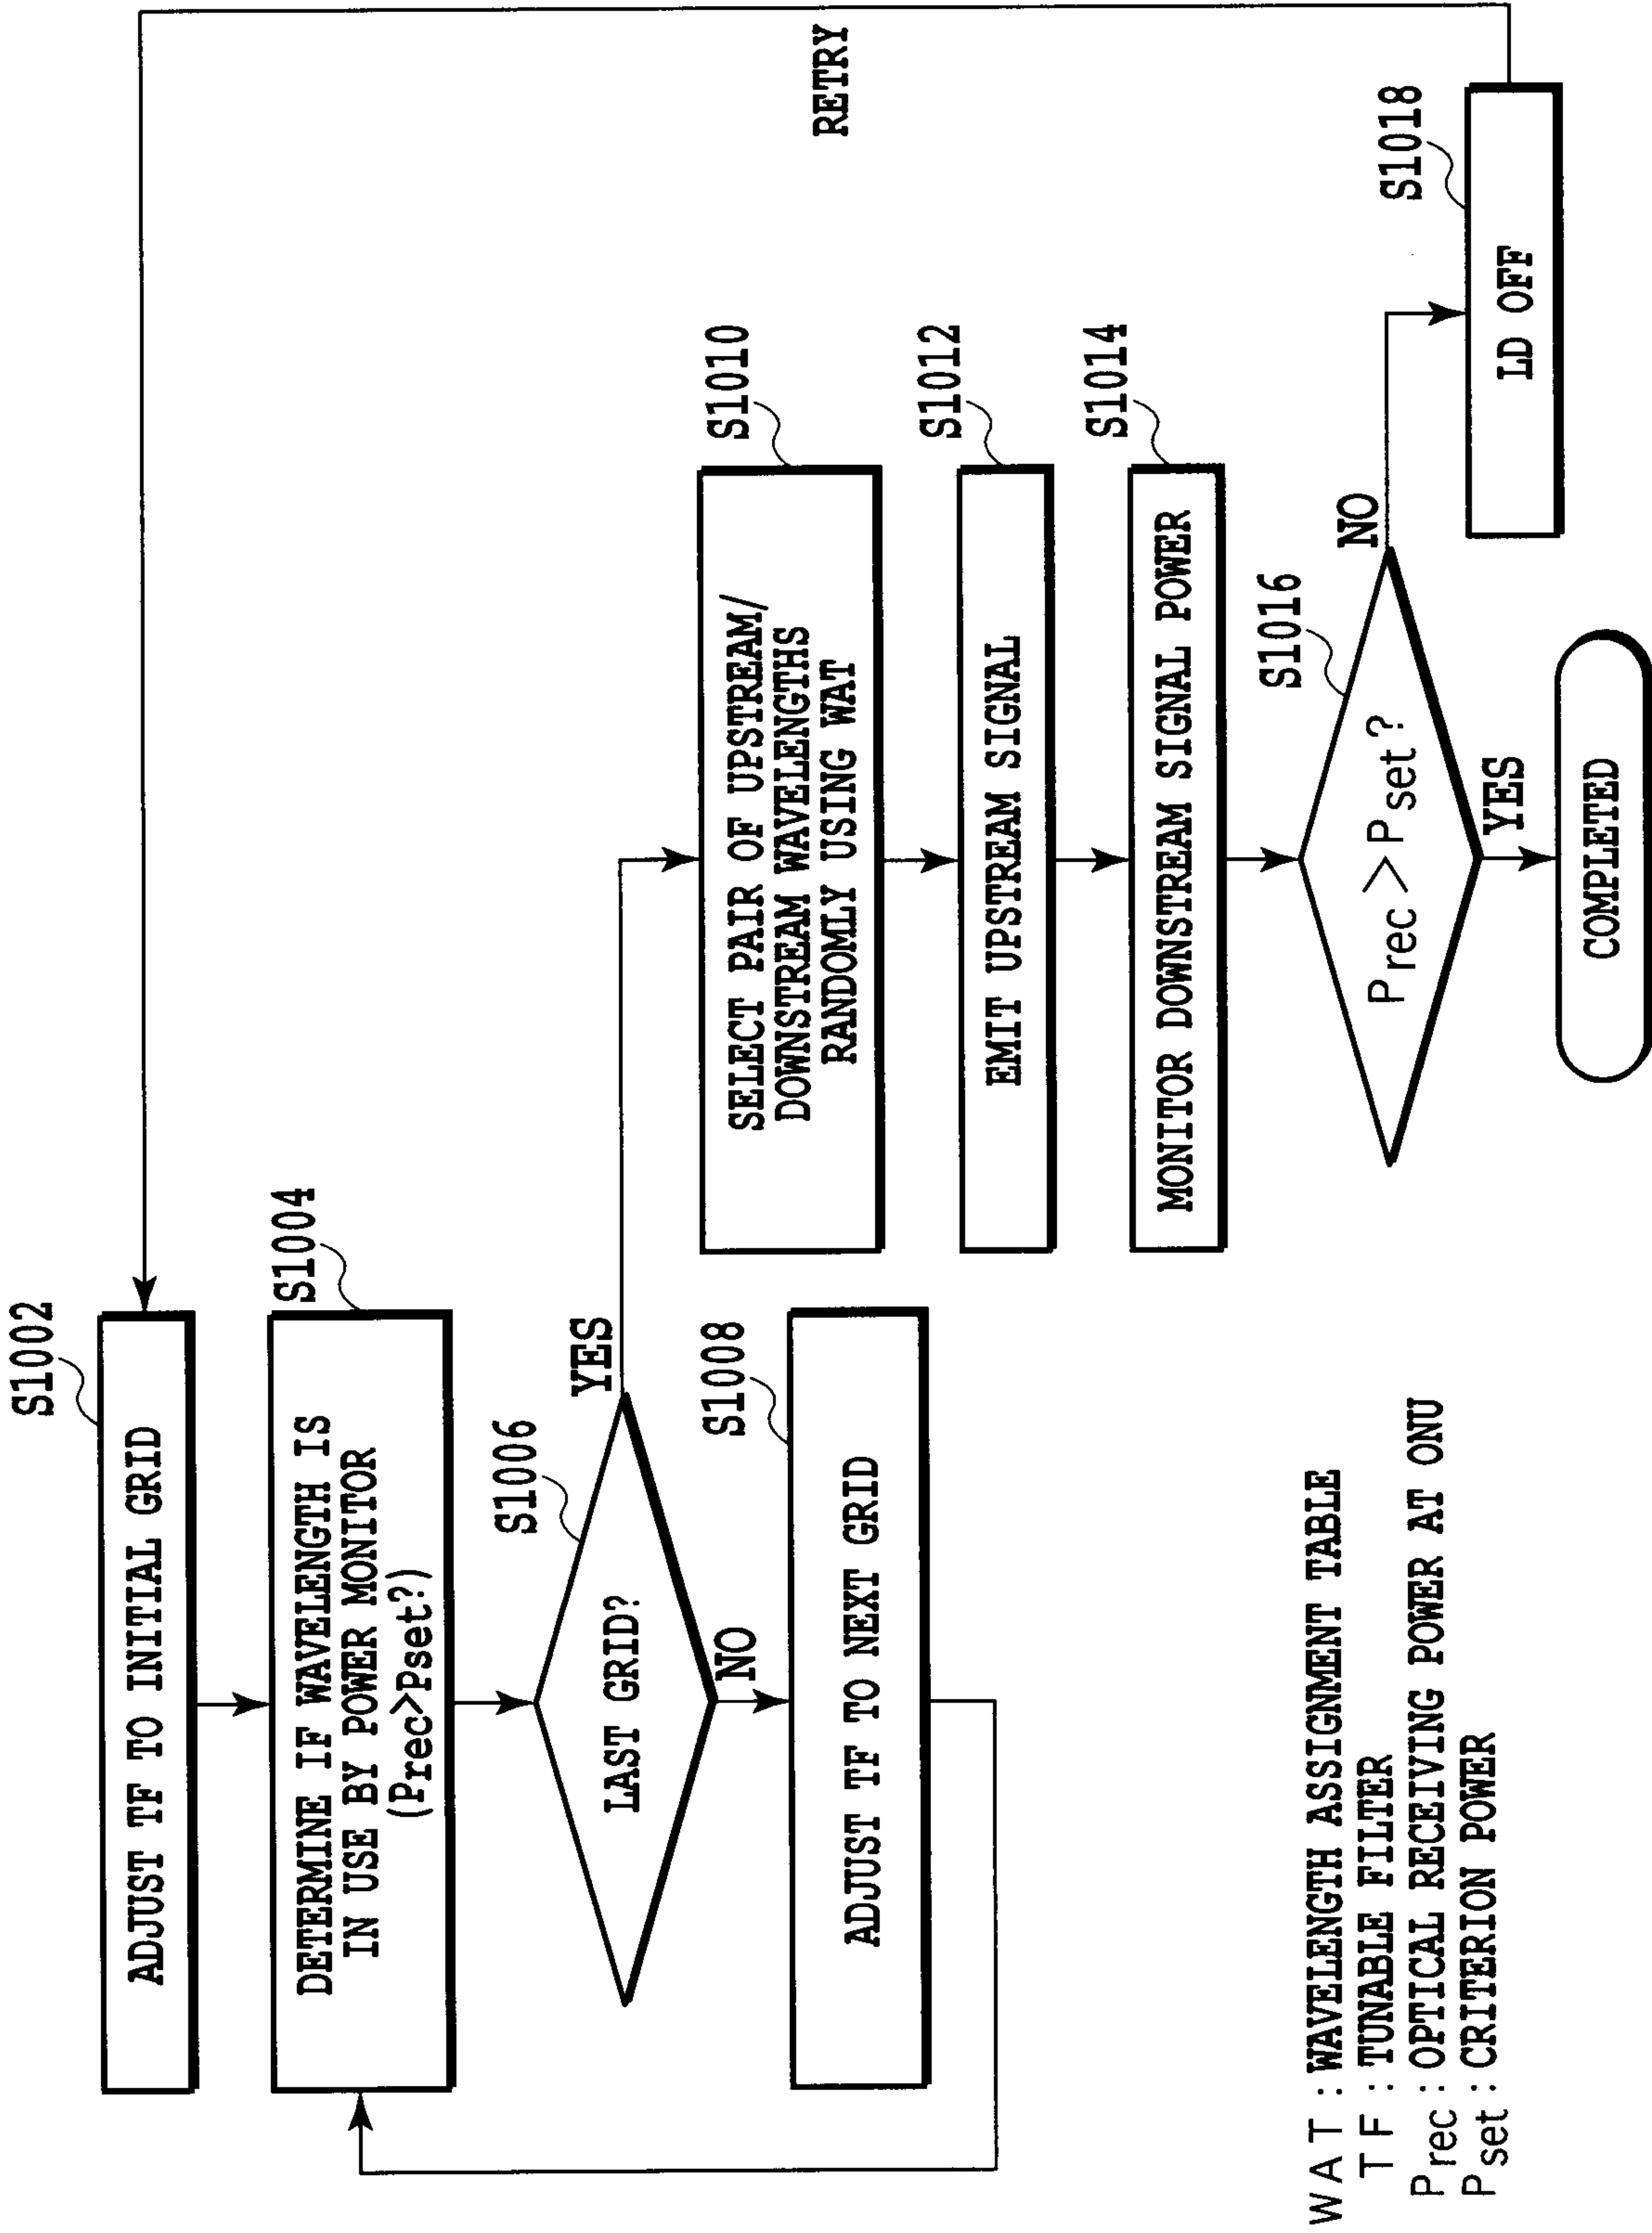 S1002
ADJUST TF TO INITIAL GRID
S1004
DETERMINE IF WAVELENGTH IS
IN USE BY POWER MONITOR
(Prec>Pset?)
S1006
LAST GRID?
YES
NO
S1008
ADJUST TF TO NEXT GRID
S1010
SELECT PAIR OF UPSTREAM/
DOWNSTREAM WAVELENGTHS
RANDOMLY USING WAT
S1012
EMIT UPSTREAM SIGNAL
S1014
MONITOR DOWNSTREAM SIGNAL POWER
S1016
Prec>Pset?
NO
YES
S1018
LD OFF
RETRY
COMPLETED
WAT : WAVELENGTH ASSIGNMENT TABLE
TF : TUNABLE FILTER
Prec : OPTICAL RECEIVING POWER AT ONU
Pset : CRITERION POWER